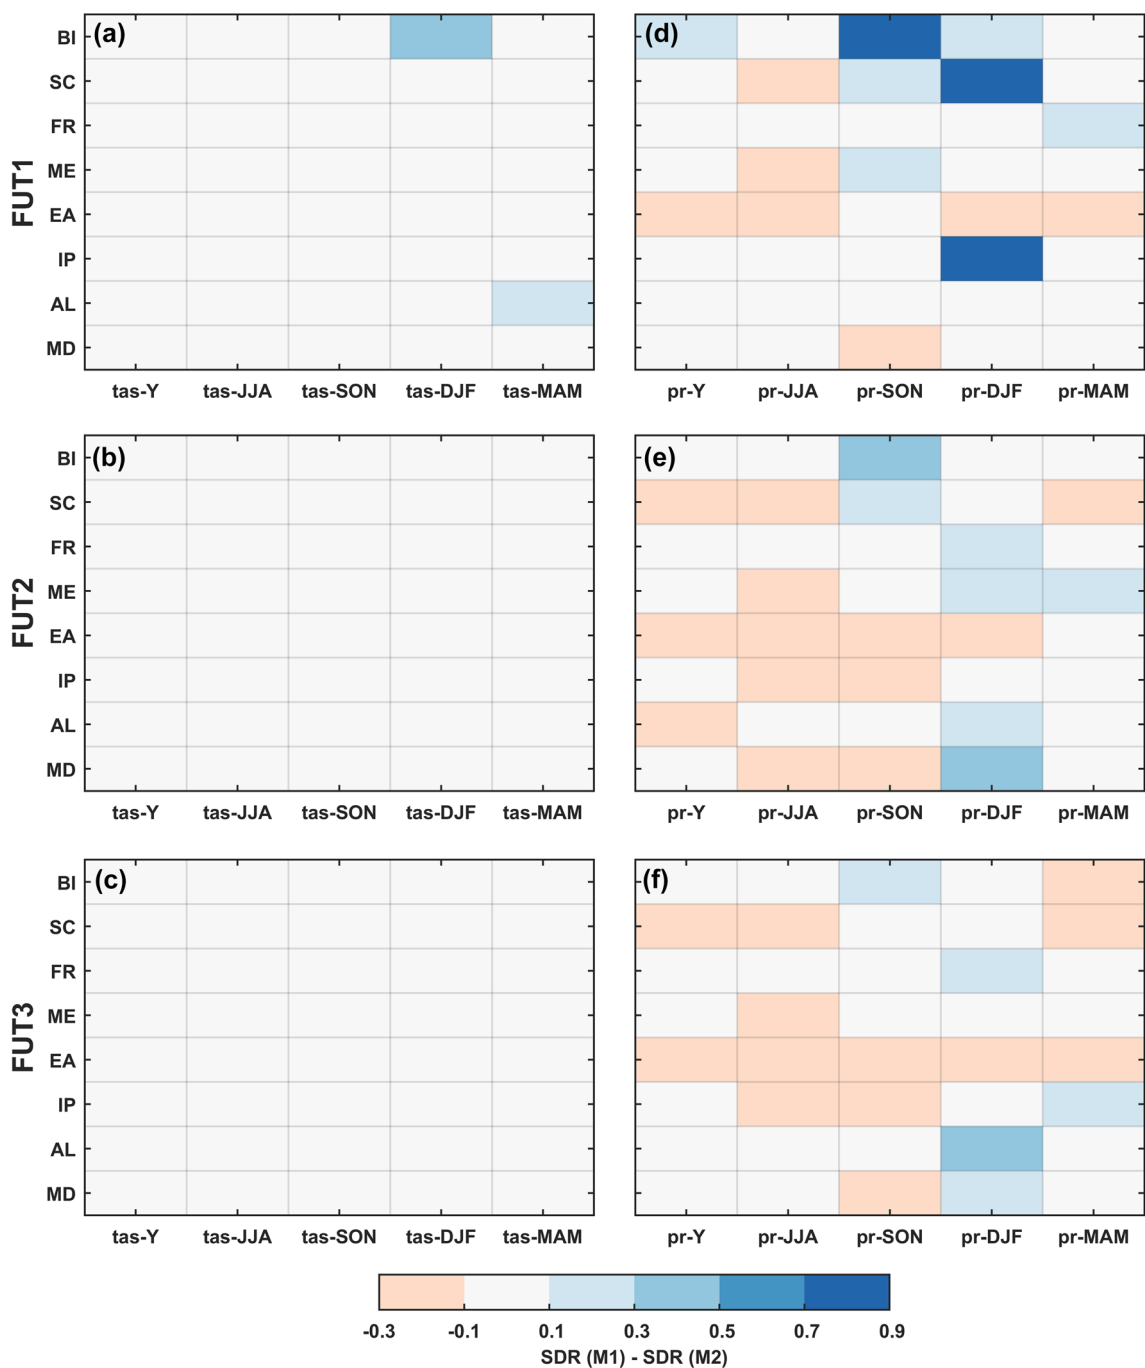 (a)
(d)
BI
SC
FR
ME
EA
IP
AL
MD
FUT1
tas-Y tas-JJA tas-SON tas-DJF tas-MAM
pr-Y pr-JJA pr-SON pr-DJF pr-MAM
(b)
(e)
BI
SC
FR
ME
EA
IP
AL
MD
FUT2
tas-Y tas-JJA tas-SON tas-DJF tas-MAM
pr-Y pr-JJA pr-SON pr-DJF pr-MAM
(c)
(f)
BI
SC
FR
ME
EA
IP
AL
MD
FUT3
tas-Y tas-JJA tas-SON tas-DJF tas-MAM
pr-Y pr-JJA pr-SON pr-DJF pr-MAM
-0.3 -0.1 0.1 0.3 0.5 0.7 0.9
SDR (M1) - SDR (M2)